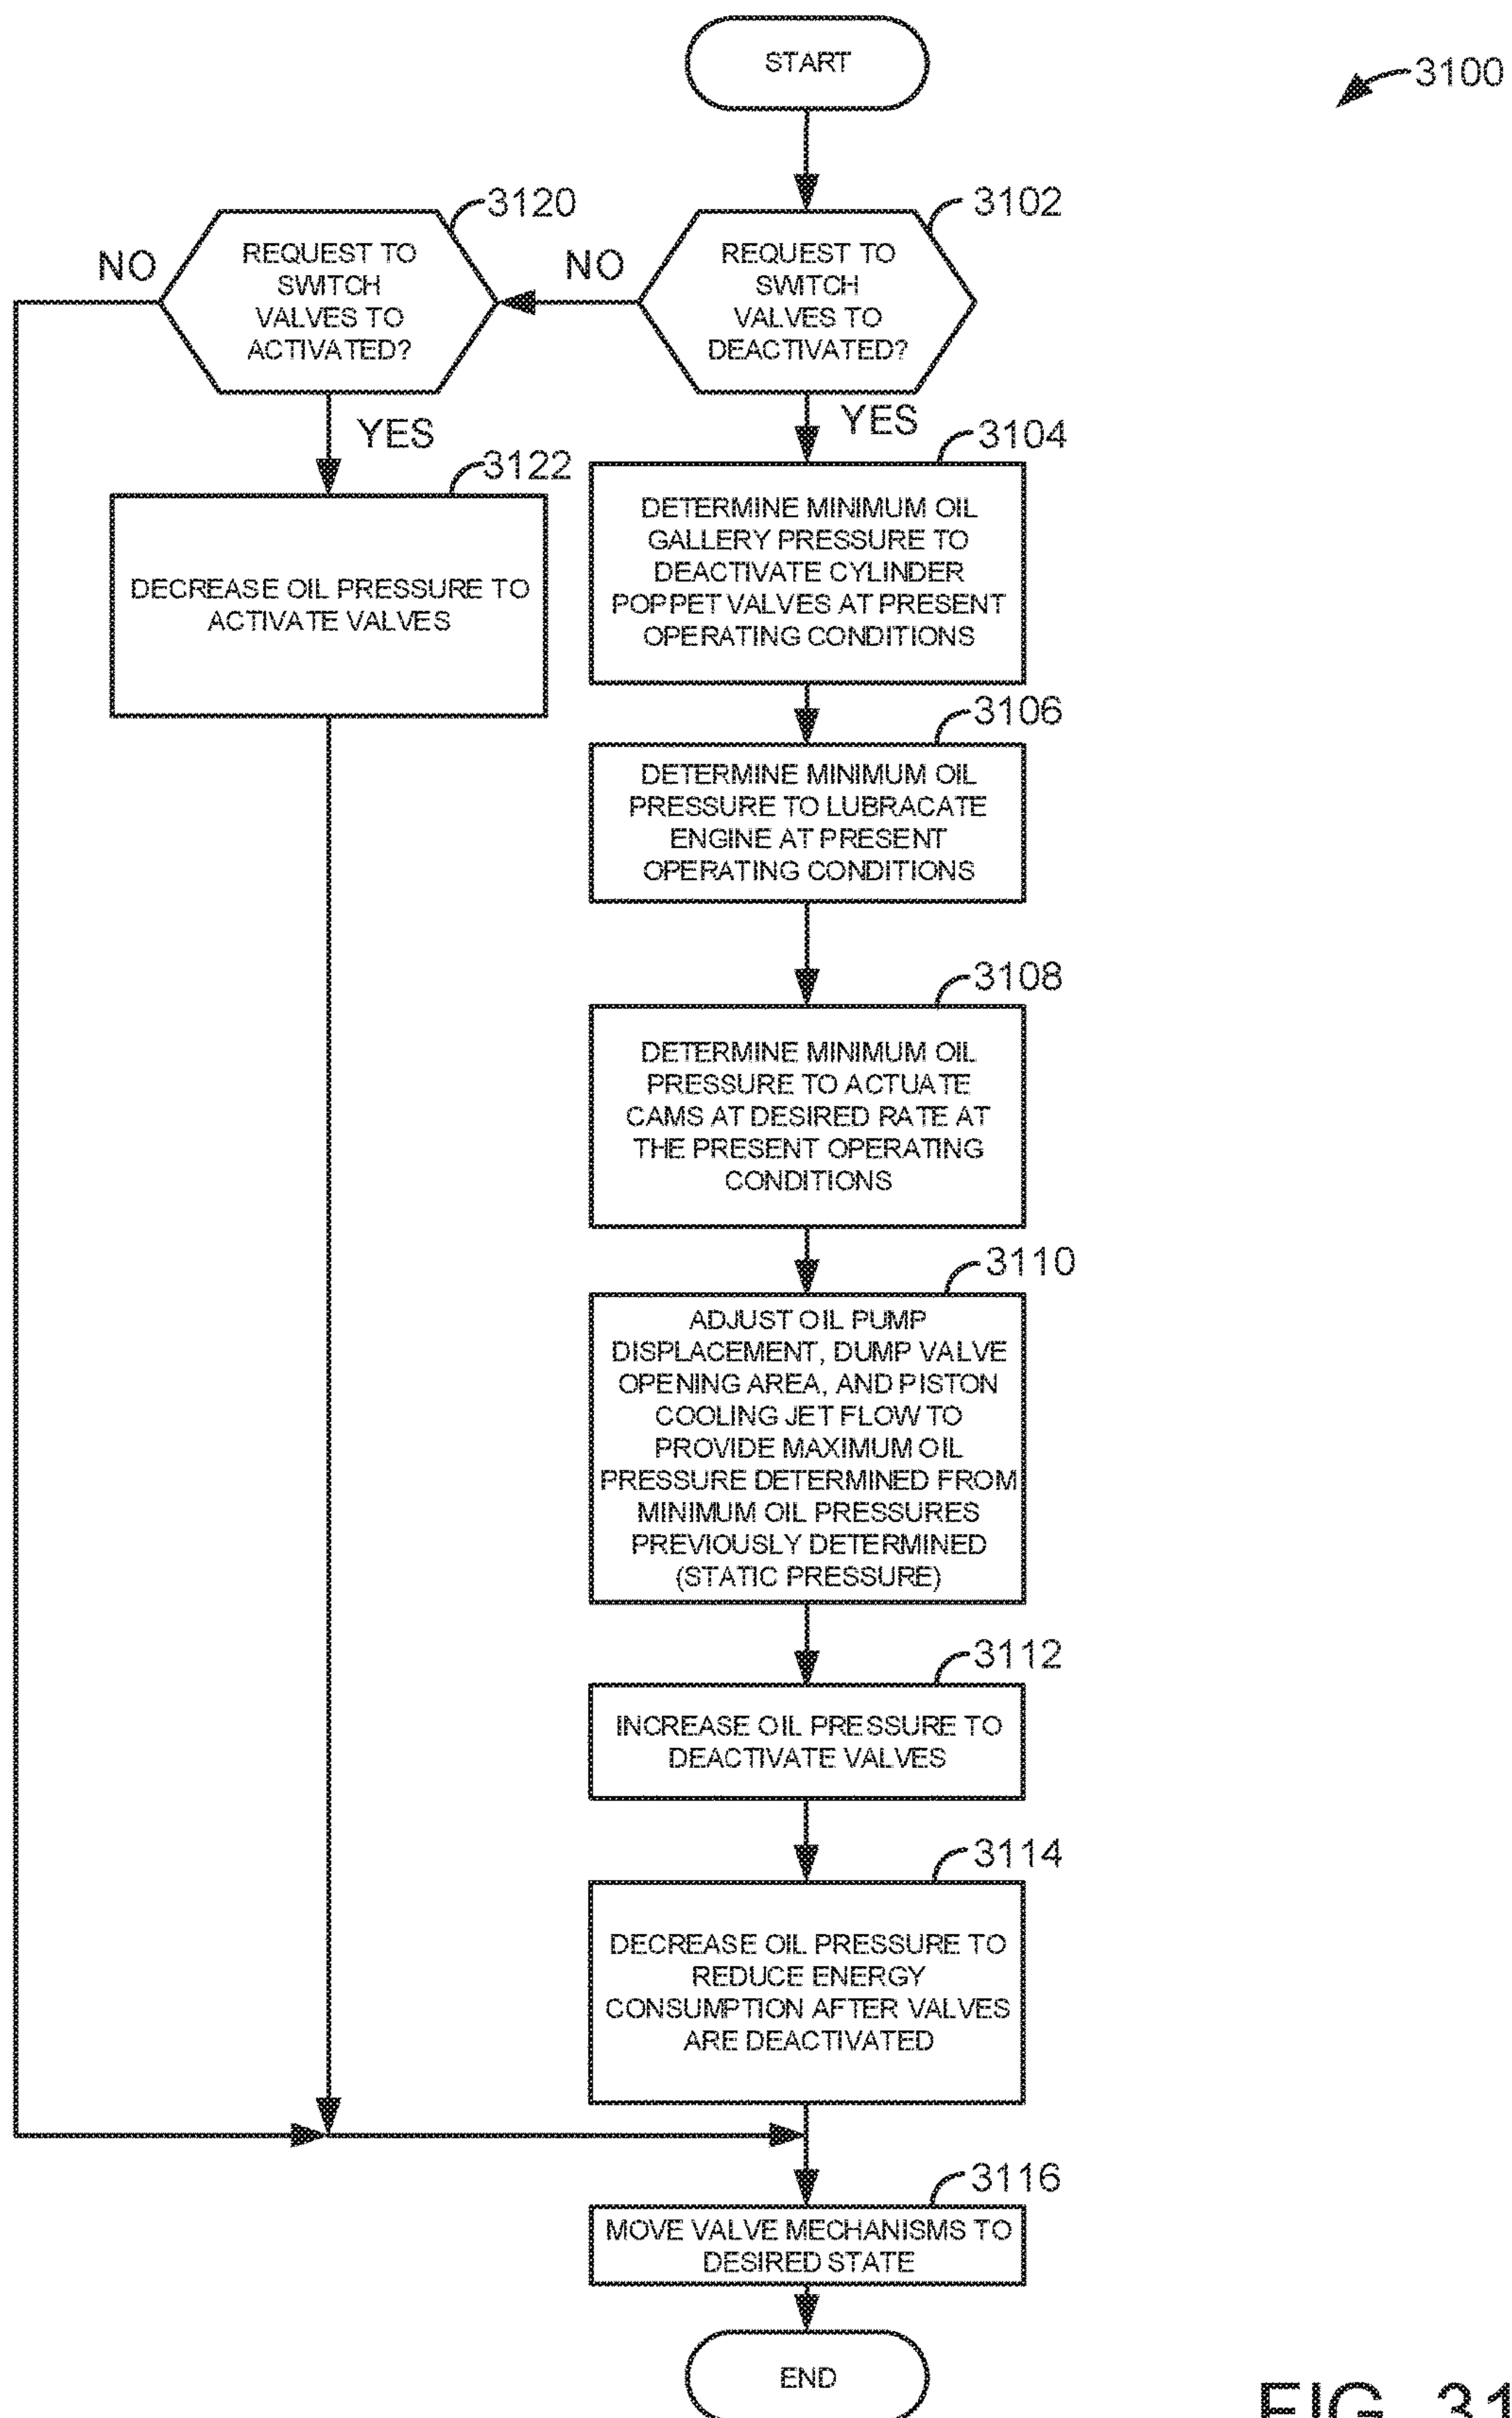 START
3100
3120
3102
NO
REQUEST TO
SWITCH
VALVES TO
ACTIVATED?
NO
REQUEST TO
SWITCH
VALVES TO
DEACTIVATED?
YES
YES
3122
DECREASE OIL PRESSURE TO
ACTIVATE VALVES
3104
DETERMINE MINIMUM OIL
GALLERY PRESSURE TO
DEACTIVATE CYLINDER
POPPET VALVES AT PRESENT
OPERATING CONDITIONS
3106
DETERMINE MINIMUM OIL
PRESSURE TO LUBRACATE
ENGINE AT PRESENT
OPERATING CONDITIONS
3108
DETERMINE MINIMUM OIL
PRESSURE TO ACTUATE
CAMS AT DESIRED RATE AT
THE PRESENT OPERATING
CONDITIONS
3110
ADJUST OIL PUMP
DISPLACEMENT, DUMP VALVE
OPENING AREA, AND PISTON
COOLING JET FLOW TO
PROVIDE MAXIMUM OIL
PRESSURE DETERMINED FROM
MINIMUM OIL PRESSURES
PREVIOUSLY DETERMINED
(STATIC PRESSURE)
3112
INCREASE OIL PRESSURE TO
DEACTIVATE VALVES
3114
DECREASE OIL PRESSURE TO
REDUCE ENERGY
CONSUMPTION AFTER VALVES
ARE DEACTIVATED
3116
MOVE VALVE MECHANISMS TO
DESIRED STATE
END
FIG. 31